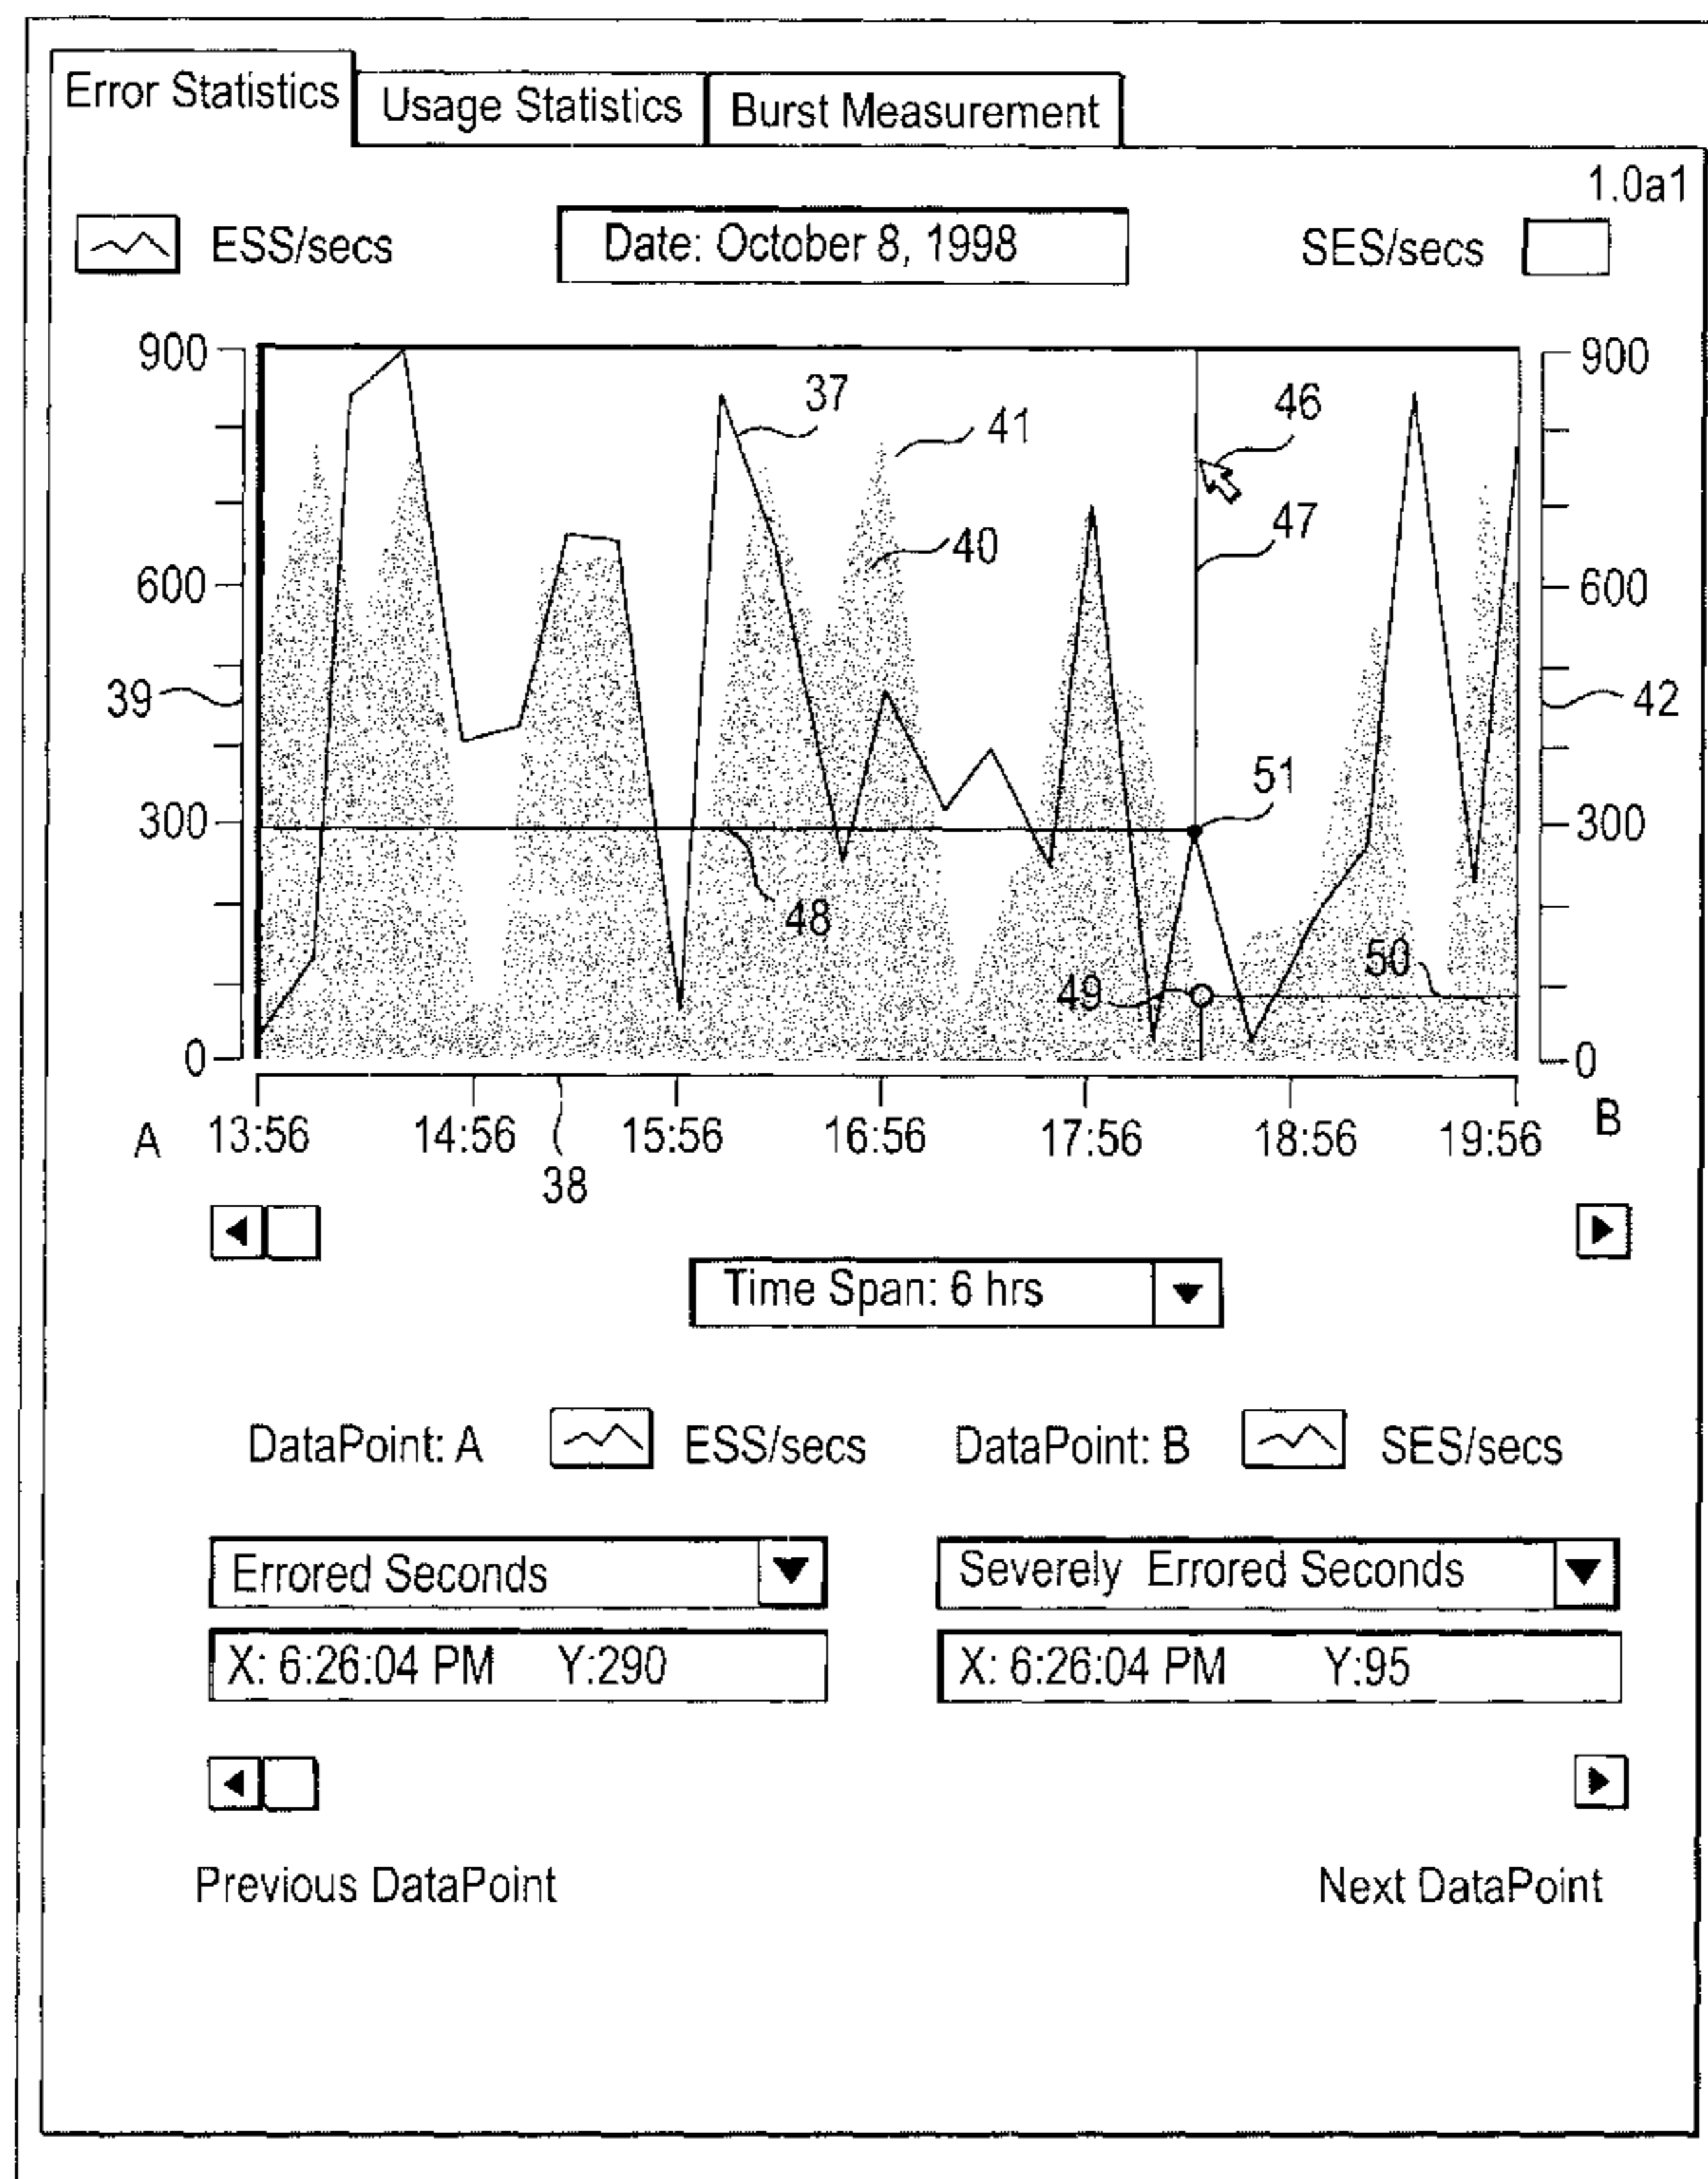 Error Statistics
Usage Statistics
Burst Measurement
1.0a1
ESS/secs
Date: October 8, 1998
SES/secs
900
900
37
41
46
40
47
600
600
39
42
51
300
300
48
50
49
0
0
A
13:56
14:56
15:56
16:56
17:56
18:56
19:56
B
38
Time Span: 6 hrs
DataPoint: A
ESS/secs
DataPoint: B
SES/secs
Errored Seconds
Severely Errored Seconds
X: 6:26:04 PM Y:290
X: 6:26:04 PM Y:95
Previous DataPoint
Next DataPoint